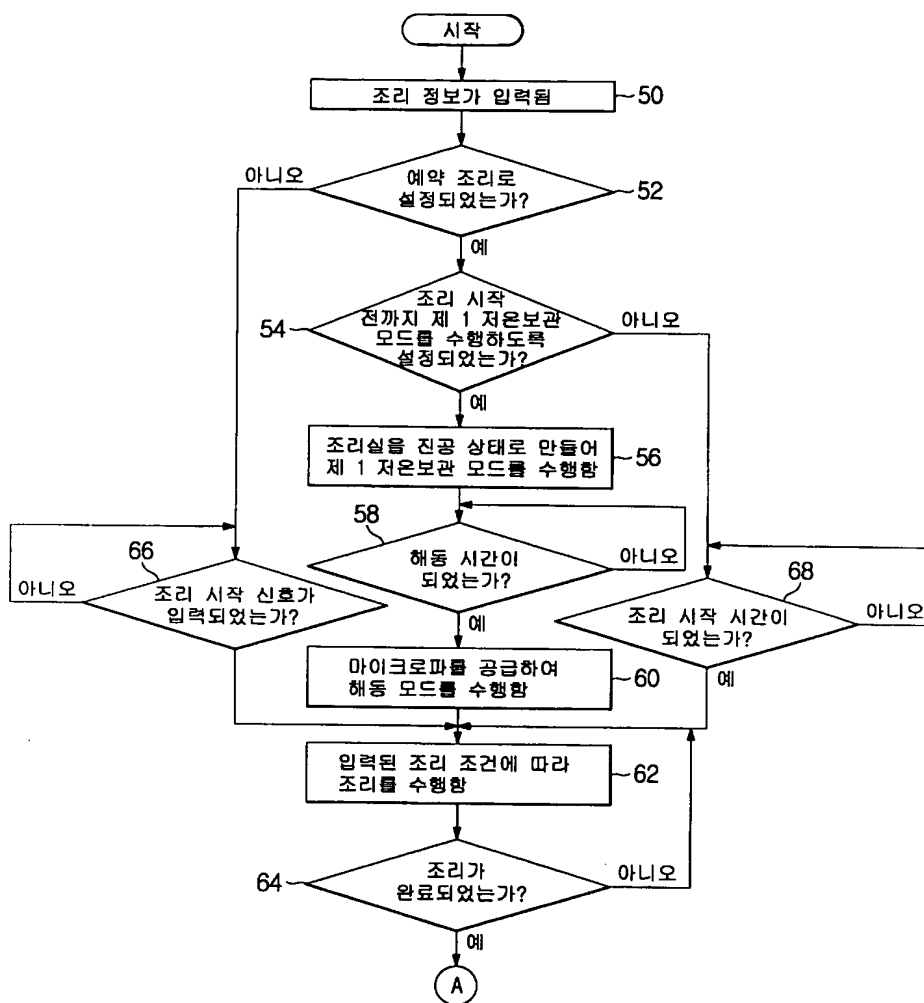 시작
조리 정보가 입력됨
50
아니오
예약 조리로
설정되었는가?
52
예
54
조리 시작
전까지 제 1 저온보관
모드를 수행하도록
설정되었는가?
아니오
예
조리실을 진공 상태로 만들어
제 1 저온보관 모드를 수행함
56
58
해동 시간이
되었는가?
아니오
예
66
조리 시작 신호가
입력되었는가?
아니오
68
조리 시작 시간이
되었는가?
아니오
예
마이크로파를 공급하여
해동 모드를 수행함
60
입력된 조리 조건에 따라
조리를 수행함
62
64
조리가
완료되었는가?
아니오
예
A